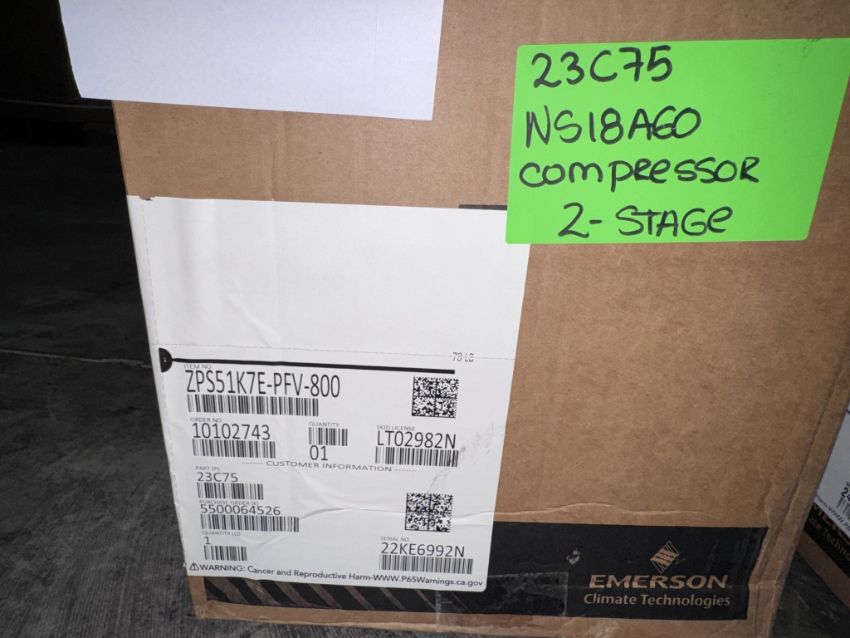 23C75
NS18A60
COMPRESSOR
2-STAGE
78 LB
ITEM NO.
ZPS51K7E-PFV-800
ORDER NO
10102743
QUANTITY
01
SKID LICENSE
LT02982N
CUSTOMER INFORMATION
PART (P)
23C75
PURCHASE ORDER (K)
5500064526
QUANTITY (Q)
1
SERIAL NO
22KE6992N
⚠WARNING: Cancer and Reproductive Harm-WWW.P65Warnings.ca.gov
EMERSON
Climate Technologies